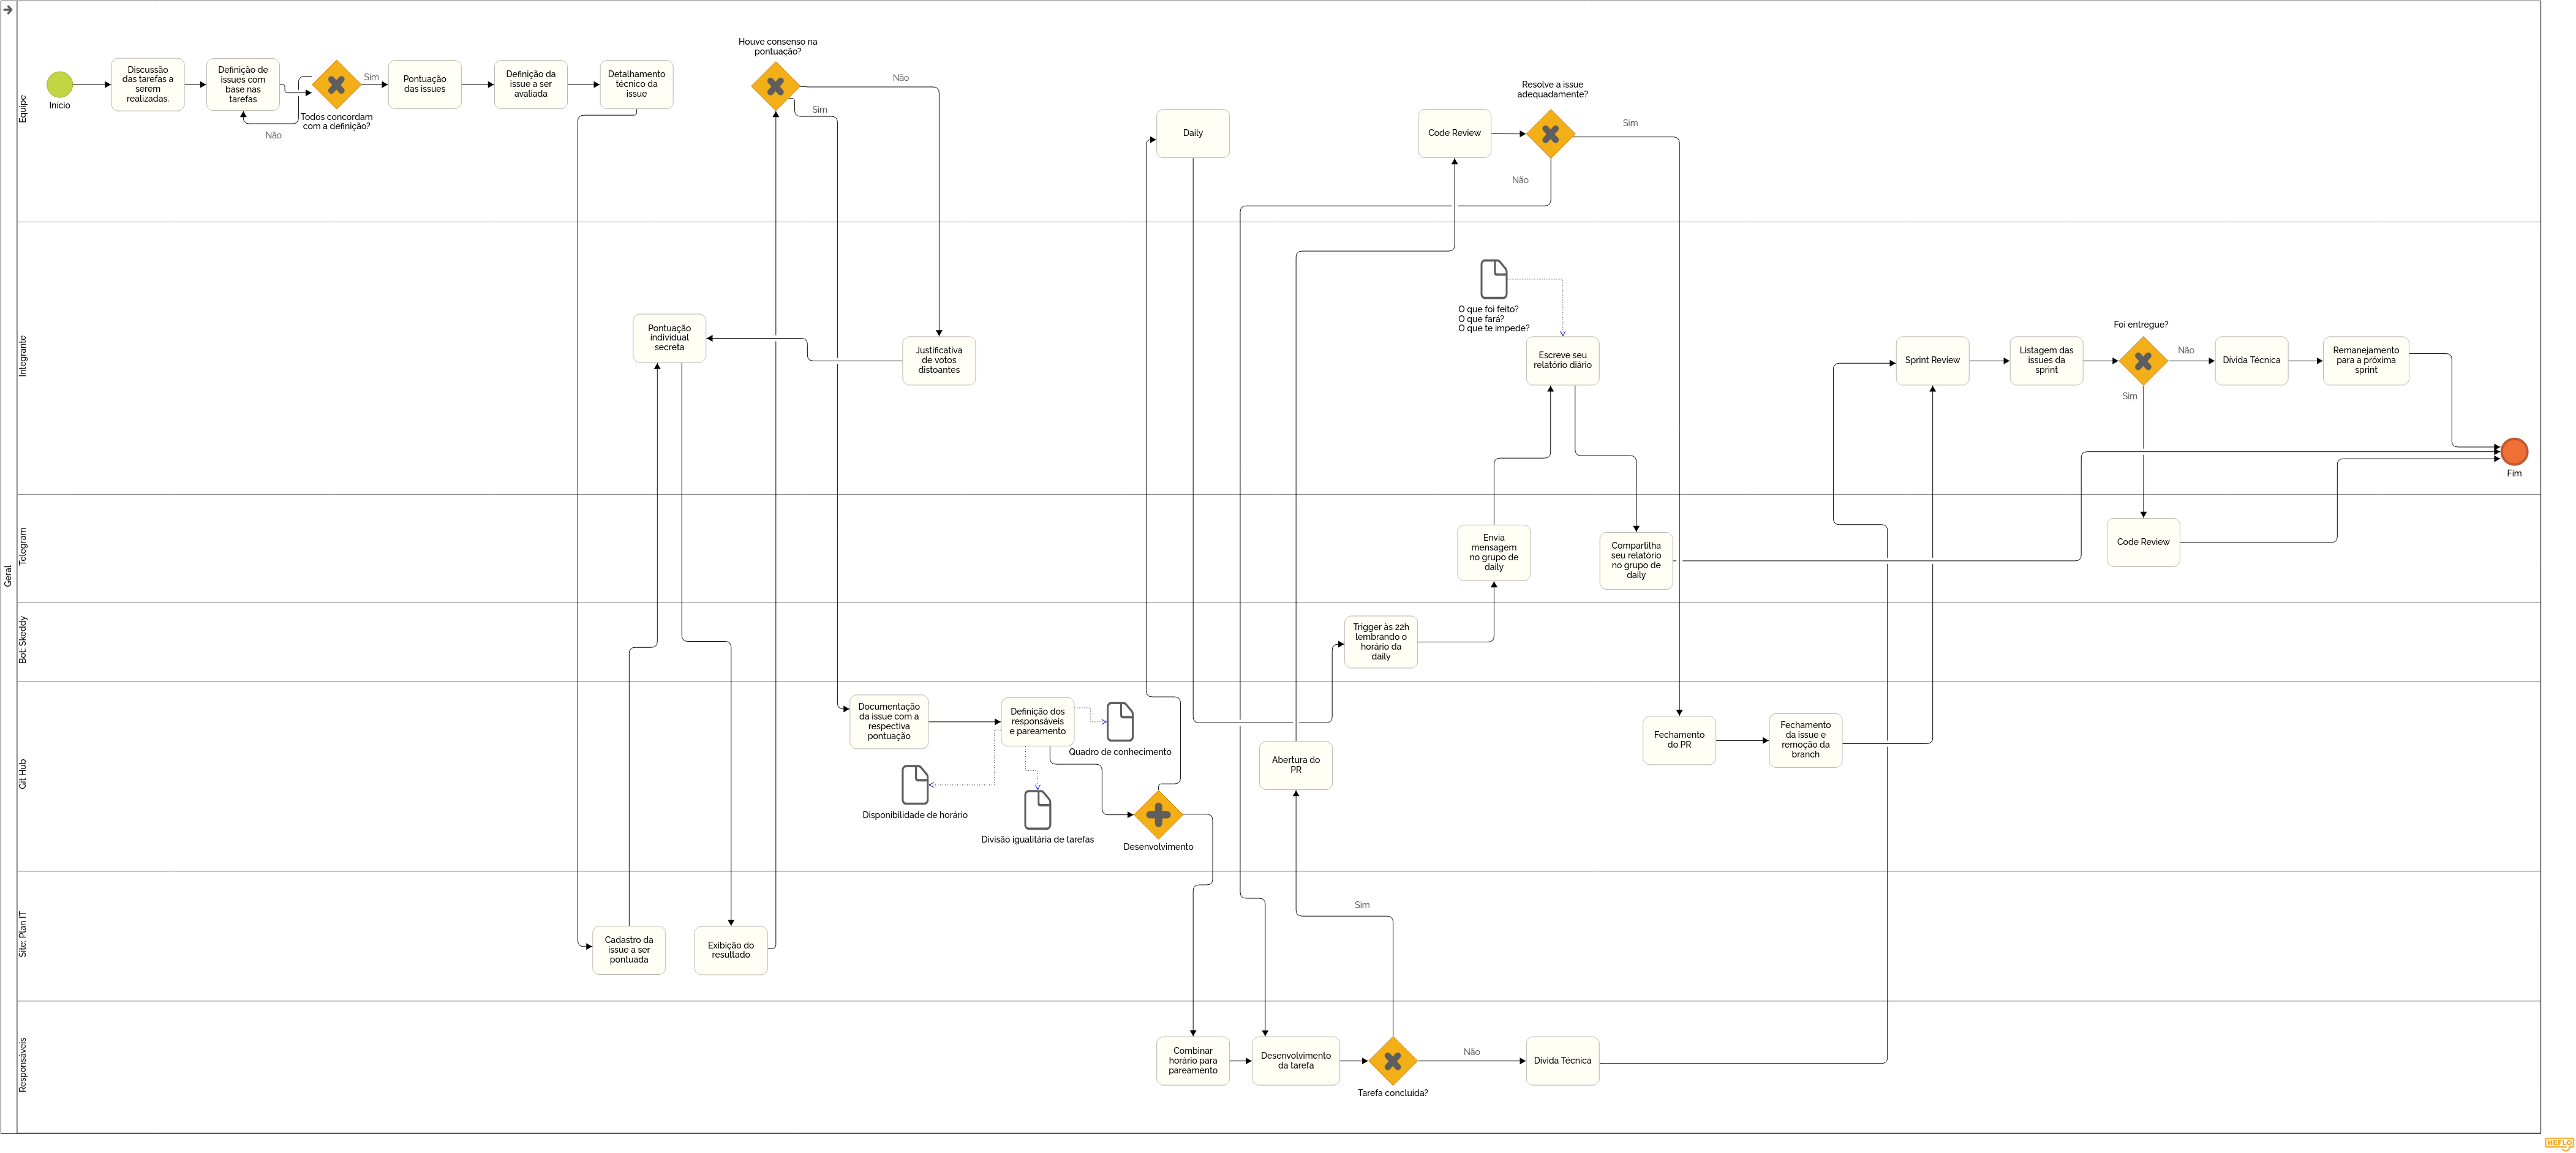 Geral
Equipe
Início
Discussão
das tarefas a
serem
realizadas.
Definição de
issues com
base nas
tarefas
Todos concordam
com a definição?
Não
Sim
Pontuação
das issues
Definição da
issue a ser
avaliada
Detalhamento
técnico da
issue
Houve consenso na
pontuação?
Não
Sim
Daily
Code Review
Resolve a issue
adequadamente?
Sim
Não
Integrante
Pontuação
individual
secreta
Justificativa
de votos
distoantes
O que foi feito?
O que fará?
O que te impede?
Escreve seu
relatório diário
Sprint Review
Listagem das
issues da
sprint
Foi entregue?
Não
Sim
Dívida Técnica
Remanejamento
para a próxima
sprint
Fim
Telegram
Envia
mensagem
no grupo de
daily
Compartilha
seu relatório
no grupo de
daily
Code Review
Bot: Skeddy
Trigger às 22h
lembrando o
horário da
daily
Git Hub
Documentação
da issue com a
respectiva
pontuação
Definição dos
responsáveis
e pareamento
Quadro de conhecimento
Disponibilidade de horário
Divisão igualitária de tarefas
Desenvolvimento
Abertura do
PR
Fechamento
do PR
Fechamento
da issue e
remoção da
branch
Site: Plan IT
Cadastro da
issue a ser
pontuada
Exibição do
resultado
Sim
Responsáveis
Combinar
horário para
pareamento
Desenvolvimento
da tarefa
Tarefa concluída?
Não
Dívida Técnica
HEFLO